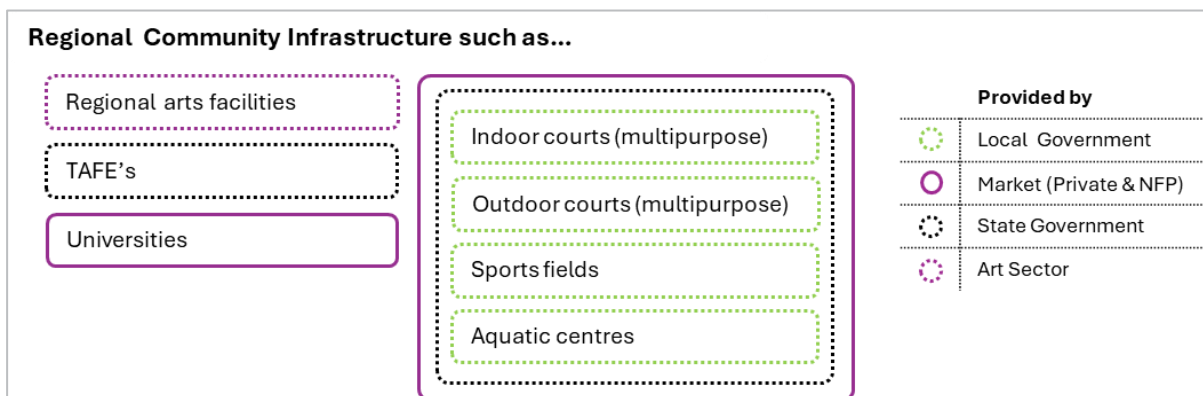 Regional Community Infrastructure such as...
Regional arts facilities
TAFE's
Universities
Indoor courts (multipurpose)
Outdoor courts (multipurpose)
Sports fields
Aquatic centres
Provided by
Local Government
Market (Private & NFP)
State Government
Art Sector